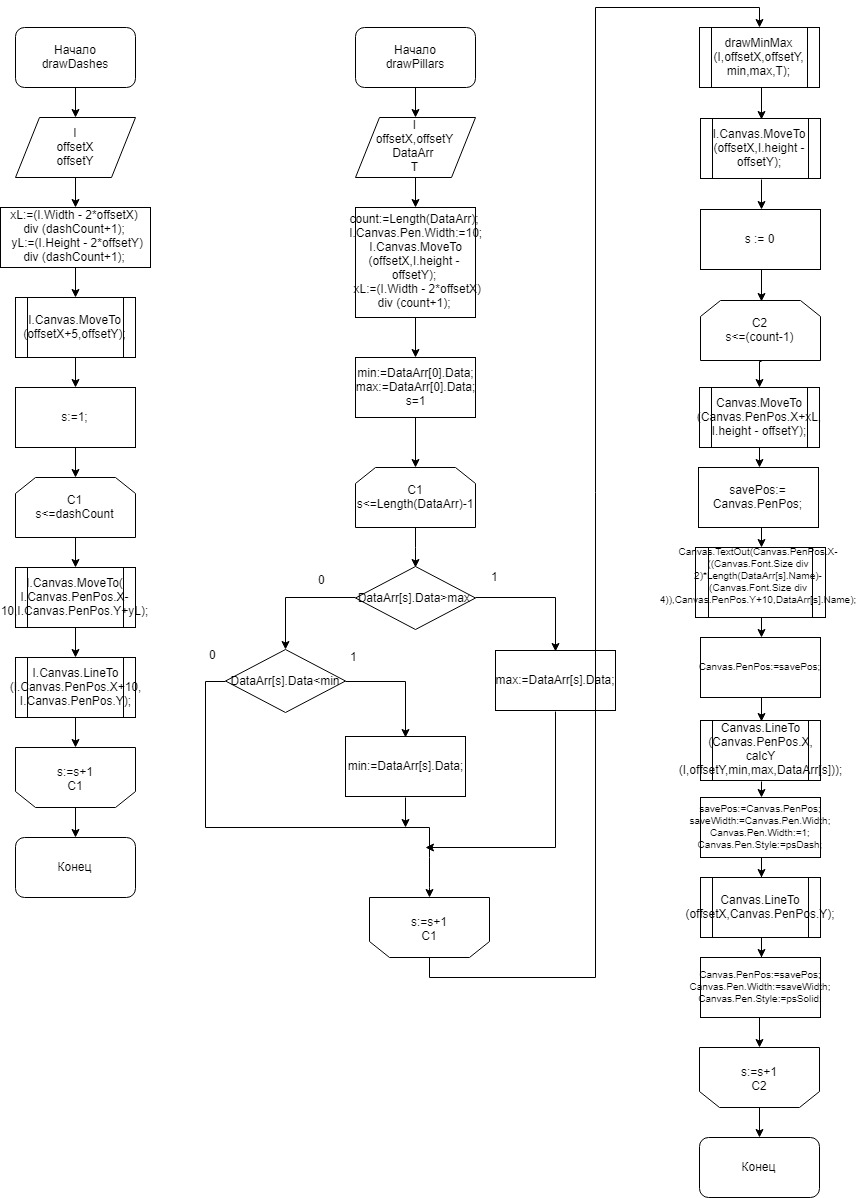 Начало
drawDashes
I
offsetX
offsetY
xL:=(I.Width - 2*offsetX)
div (dashCount+1);
yL:=(I.Height - 2*offsetY)
div (dashCount+1);
I.Canvas.MoveTo
(offsetX+5,offsetY);
s:=1;
C1
s<=dashCount
I.Canvas.MoveTo(
I.Canvas.PenPos.X-
10,I.Canvas.PenPos.Y+yL);
I.Canvas.LineTo
(I.Canvas.PenPos.X+10,
I.Canvas.PenPos.Y);
s:=s+1
C1
Конец
Начало
drawPillars
I
offsetX,offsetY
DataArr
T
count:=Length(DataArr);
I.Canvas.Pen.Width:=10;
I.Canvas.MoveTo
(offsetX,I.height -
offsetY);
xL:=(I.Width - 2*offsetX)
div (count+1);
min:=DataArr[0].Data;
max:=DataArr[0].Data;
s=1
C1
s<=Length(DataArr)-1
0
1
DataArr[s].Data>max
0
1
DataArr[s].Data<min
max:=DataArr[s].Data;
min:=DataArr[s].Data;
s:=s+1
C1
drawMinMax
(I,offsetX,offsetY,
min,max,T);
I.Canvas.MoveTo
(offsetX,I.height -
offsetY);
s := 0
C2
s<=(count-1)
Canvas.MoveTo
(Canvas.PenPos.X+xL,
I.height - offsetY);
savePos:=
Canvas.PenPos;
Canvas.TextOut(Canvas.PenPos.X-
((Canvas.Font.Size div
2)*Length(DataArr[s].Name)-
(Canvas.Font.Size div
4)),Canvas.PenPos.Y+10,DataArr[s].Name);
Canvas.PenPos:=savePos;
Canvas.LineTo
(Canvas.PenPos.X,
calcY
(I,offsetY,min,max,DataArr[s]));
savePos:=Canvas.PenPos;
saveWidth:=Canvas.Pen.Width;
Canvas.Pen.Width:=1;
Canvas.Pen.Style:=psDash;
Canvas.LineTo
(offsetX,Canvas.PenPos.Y);
Canvas.PenPos:=savePos;
Canvas.Pen.Width:=saveWidth;
Canvas.Pen.Style:=psSolid;
s:=s+1
C2
Конец